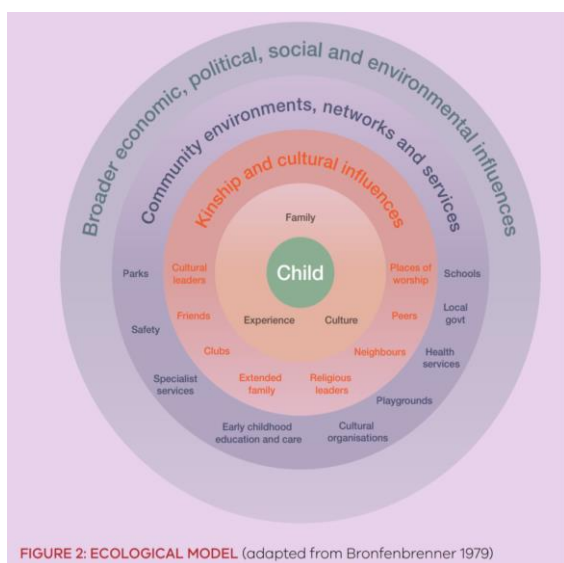 Broader economic, political, social and environmental influences
Community environments, networks and services
Kinship and cultural influences
Family
Child
Experience
Culture
Parks
Cultural
leaders
Places of
worship
Schools
Friends
Peers
Local
govt
Safety
Clubs
Neighbours
Health
services
Specialist
services
Extended
family
Religious
leaders
Playgrounds
Early childhood
education and care
Cultural
organisations
FIGURE 2: ECOLOGICAL MODEL (adapted from Bronfenbrenner 1979)